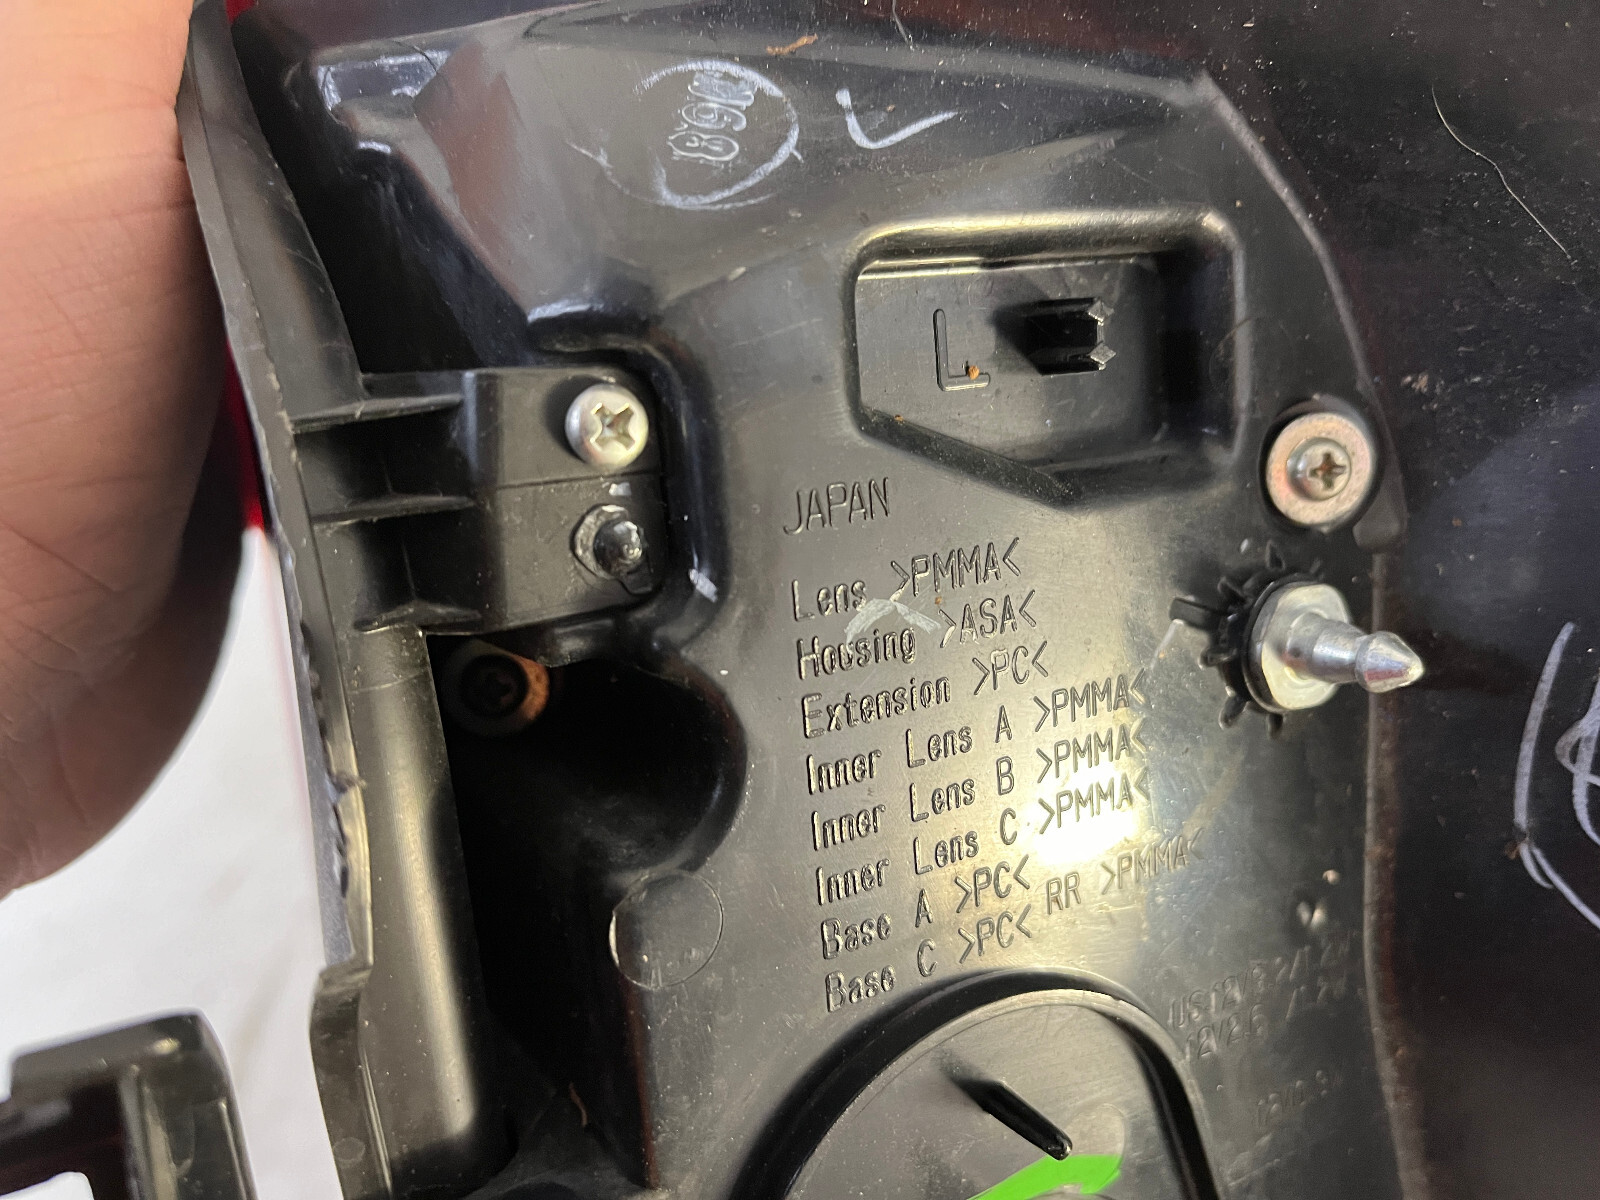 L
L
JAPAN
Lens >PMMA<
Housing >ASA<
Extension >PC<
Inner Lens A >PMMA<
Inner Lens B >PMMA<
Inner Lens C >PMMA<
Base A >PC<
Base C >PC< RR >PMMA<